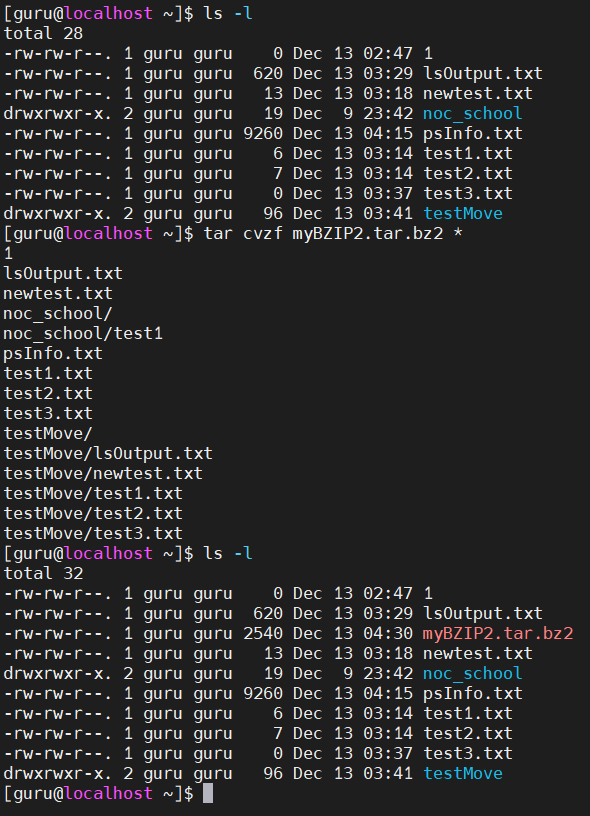 [guru@localhost ~]$ ls -l
total 28
-rw-rw-r--. 1 guru guru    0 Dec 13 02:47 1
-rw-rw-r--. 1 guru guru  620 Dec 13 03:29 lsOutput.txt
-rw-rw-r--. 1 guru guru   13 Dec 13 03:18 newtest.txt
drwxrwxr-x. 2 guru guru   19 Dec  9 23:42 noc_school
-rw-rw-r--. 1 guru guru 9260 Dec 13 04:15 psInfo.txt
-rw-rw-r--. 1 guru guru    6 Dec 13 03:14 test1.txt
-rw-rw-r--. 1 guru guru    7 Dec 13 03:14 test2.txt
-rw-rw-r--. 1 guru guru    0 Dec 13 03:37 test3.txt
drwxrwxr-x. 2 guru guru   96 Dec 13 03:41 testMove
[guru@localhost ~]$ tar cvzf myBZIP2.tar.bz2 *
1
lsOutput.txt
newtest.txt
noc_school/
noc_school/test1
psInfo.txt
test1.txt
test2.txt
test3.txt
testMove/
testMove/lsOutput.txt
testMove/newtest.txt
testMove/test1.txt
testMove/test2.txt
testMove/test3.txt
[guru@localhost ~]$ ls -l
total 32
-rw-rw-r--. 1 guru guru    0 Dec 13 02:47 1
-rw-rw-r--. 1 guru guru  620 Dec 13 03:29 lsOutput.txt
-rw-rw-r--. 1 guru guru 2540 Dec 13 04:30 myBZIP2.tar.bz2
-rw-rw-r--. 1 guru guru   13 Dec 13 03:18 newtest.txt
drwxrwxr-x. 2 guru guru   19 Dec  9 23:42 noc_school
-rw-rw-r--. 1 guru guru 9260 Dec 13 04:15 psInfo.txt
-rw-rw-r--. 1 guru guru    6 Dec 13 03:14 test1.txt
-rw-rw-r--. 1 guru guru    7 Dec 13 03:14 test2.txt
-rw-rw-r--. 1 guru guru    0 Dec 13 03:37 test3.txt
drwxrwxr-x. 2 guru guru   96 Dec 13 03:41 testMove
[guru@localhost ~]$